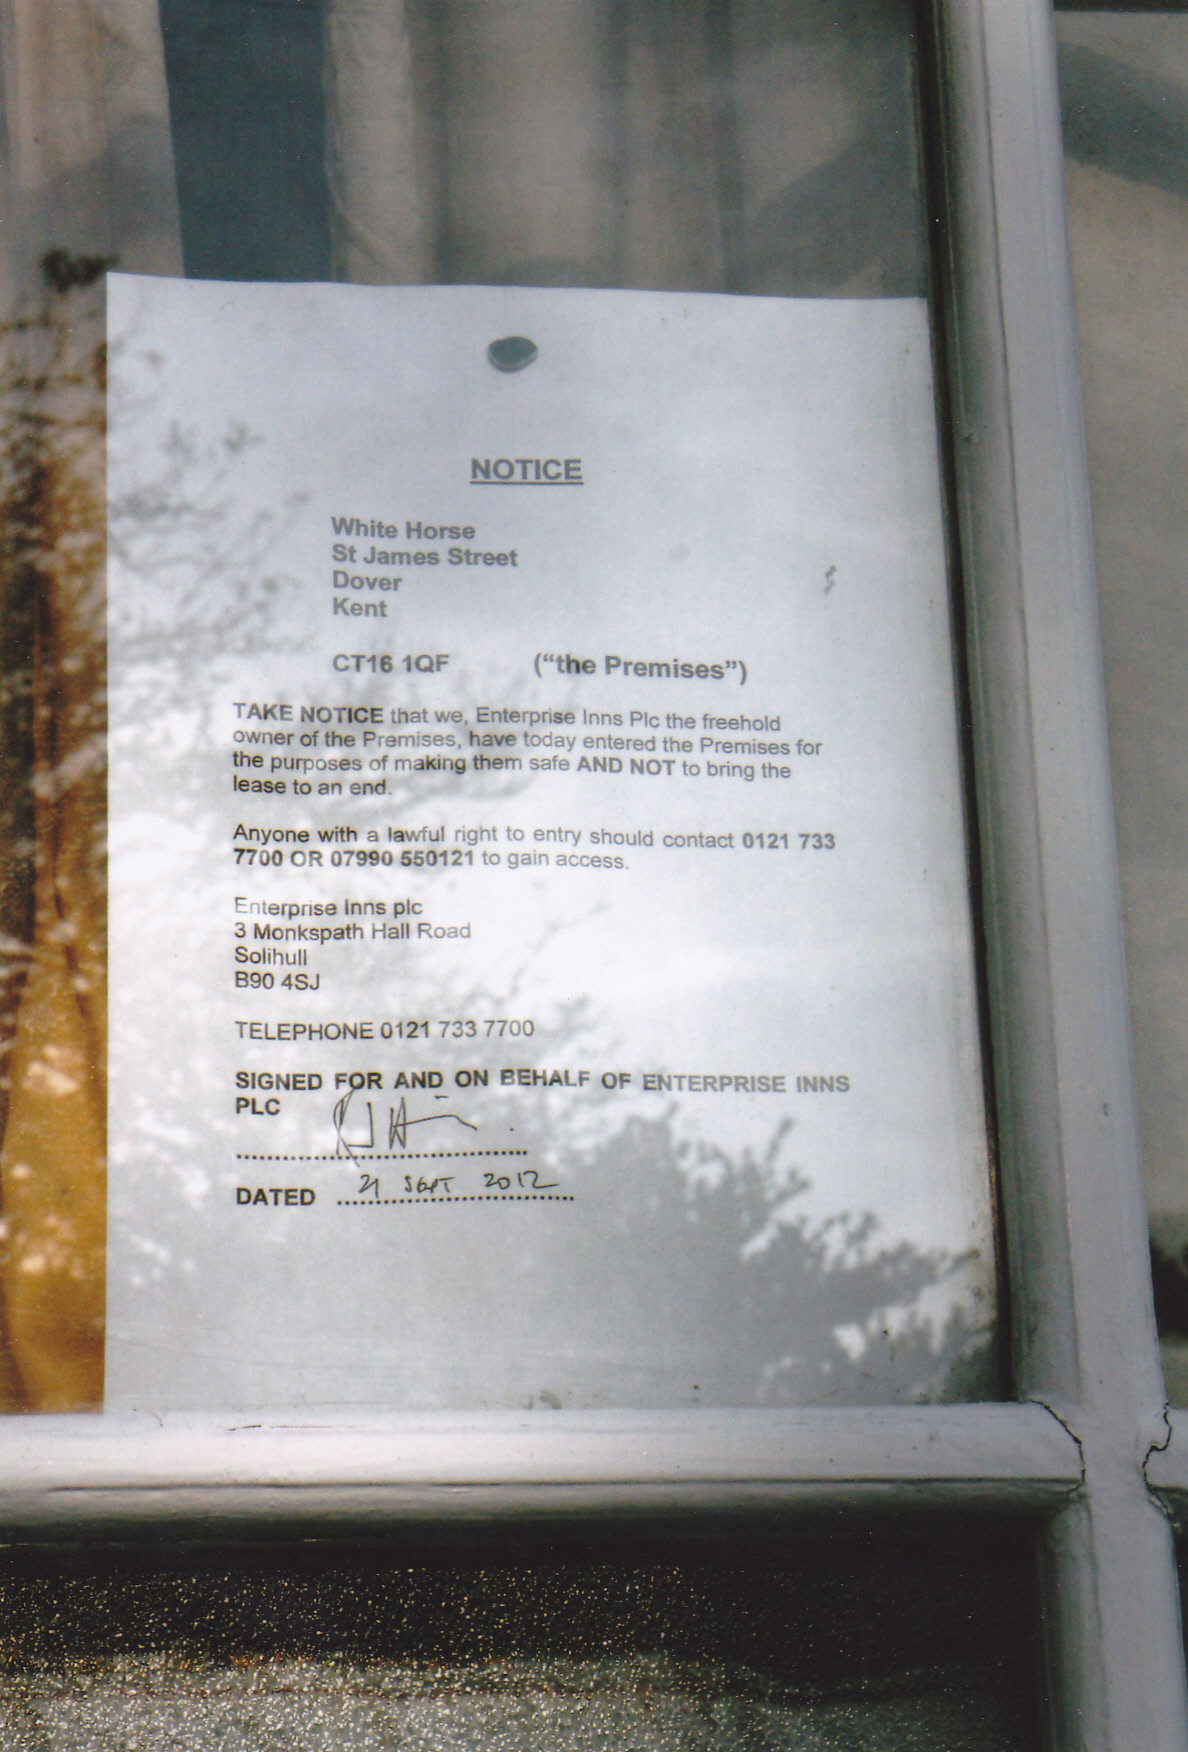 NOTICE
White Horse
St James Street
Dover
Kent
CT16 1QF ("the Premises")
TAKE NOTICE that we, Enterprise Inns Plc the freehold
owner of the Premises, have today entered the Premises for
the purposes of making them safe AND NOT to bring the
lease to an end.
Anyone with a lawful right to entry should contact 0121 733
7700 OR 07990 550121 to gain access.
Enterprise Inns plc
3 Monkspath Hall Road
Solihull
B90 4SJ
TELEPHONE 0121 733 7700
SIGNED FOR AND ON BEHALF OF ENTERPRISE INNS
PLC
DATED 21 SEPT 2012